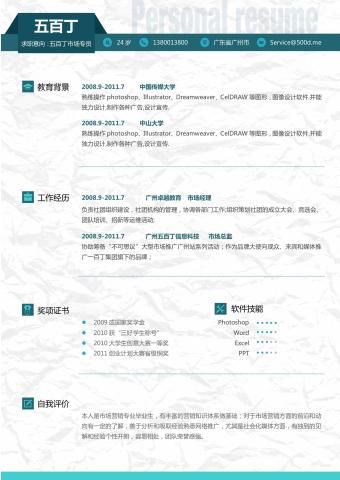 Personal resume
五百丁
求职意向：五百丁市场专员
24 岁
13800013800
广东省广州市
Service@500d.me
教育背景
2008.9-2011.7 中国传媒大学
熟练操作 photoshop、Illustrator、Dreamweaver、CelDRAW 等图形、图像设计软件.并能
独力设计.制作各种广告,设计宣传.
2008.9-2011.7 中山大学
熟练操作 photoshop、Illustrator、Dreamweaver、CelDRAW 等图形、图像设计软件.并能
独力设计.制作各种广告,设计宣传.
工作经历
2008.9-2011.7 广州卓越教育 市场经理
负责社团组织建设，社团机构的管理，协调各部门工作;组织策划社团的成立大会、竞选会、
团队培训、招新等运维活动;
2008.9-2011.7 广州五百丁信息科技 市场总监
协助筹备“不可思议”大型市场推广广州站系列活动；作为品牌大使向观众、来宾和媒体推
广一百丁集团旗下的品牌；
奖项证书
2009 或国家奖学金
2010 获“三好学生称号”
2010 大学生创意大赛一等奖
2011 创业计划大赛省级铜奖
软件技能
Photoshop
Word
Excel
PPT
自我评价
本人是市场营销专业毕业生，有丰富的营销知识体系做基础；对于市场营销方面的前沿和动
向有一定的了解，善于分析和吸取经验熟悉网络推广，尤其是社会化媒体方面，有独到的见
解和经验个性开朗，容易相处，团队荣誉感强。